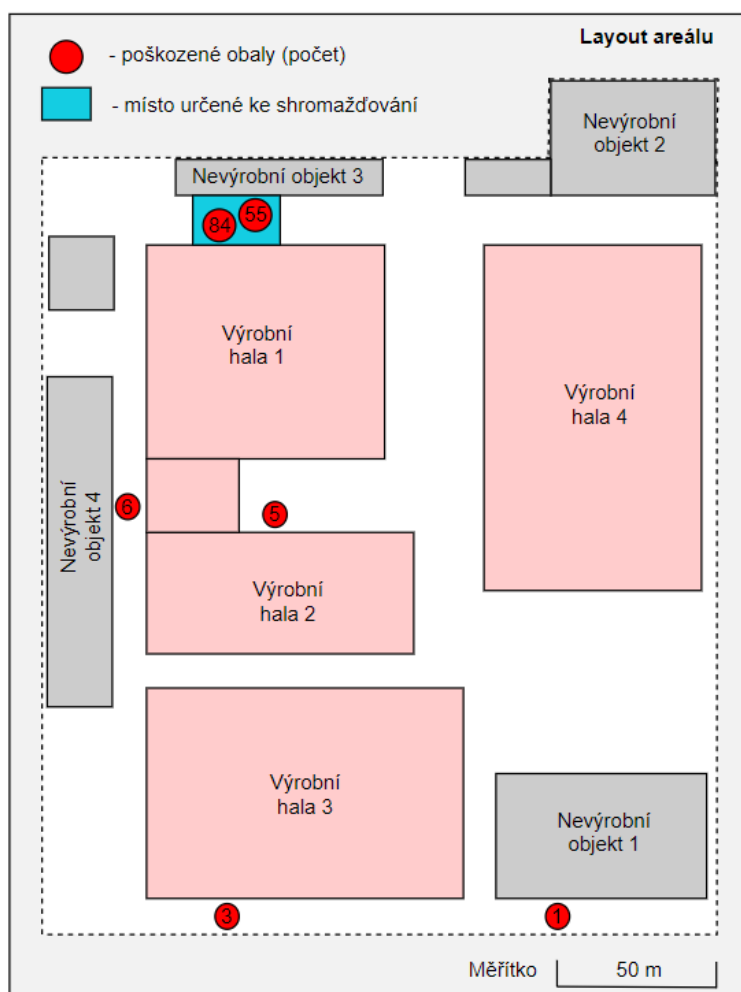 Layout areálu
- poškozené obaly (počet)
- místo určené ke shromažďování
Nevýrobní
objekt 2
Nevýrobní objekt 3
84
55
Výrobní
hala 1
Výrobní
hala 4
Nevýrobní
objekt 4
6
5
Výrobní
hala 2
Výrobní
hala 3
Nevýrobní
objekt 1
3
1
Měřítko
50 m